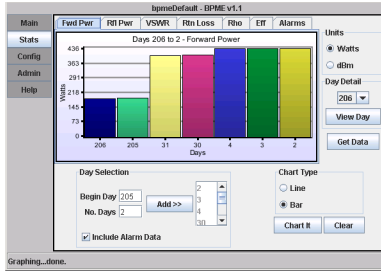 bpmeDefault - BPME v1.1
Main
Stats
Config
Admin
Help
Fwd Pwr Rfl Pwr VSWR Rtn Loss Rho Eff Alarms
Days 206 to 2 - Forward Power
Watts
436
363
291
218
145
73
0
206 205 31 30 4 3 2
Days
Units
Watts
dBm
Day Detail
206
View Day
Get Data
Day Selection
Begin Day 205
No. Days 2
Add >>
2
3
4
30
Include Alarm Data
Chart Type
Line
Bar
Chart It Clear
Graphing...done.